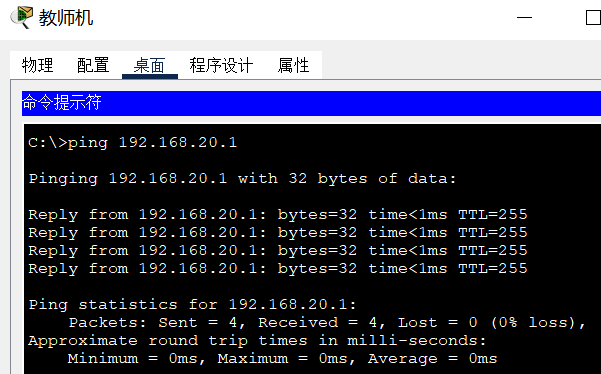 教师机
物理 配置 桌面 程序设计 属性
命令提示符
C:\>ping 192.168.20.1
Pinging 192.168.20.1 with 32 bytes of data:
Reply from 192.168.20.1: bytes=32 time<1ms TTL=255
Reply from 192.168.20.1: bytes=32 time<1ms TTL=255
Reply from 192.168.20.1: bytes=32 time<1ms TTL=255
Reply from 192.168.20.1: bytes=32 time<1ms TTL=255
Ping statistics for 192.168.20.1:
Packets: Sent = 4, Received = 4, Lost = 0 (0% loss),
Approximate round trip times in milli-seconds:
Minimum = 0ms, Maximum = 0ms, Average = 0ms